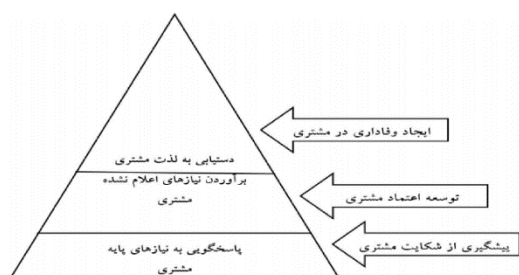 ایجاد وفاداری در مشتری
دستیابی به لذت مشتری
برآوردن نیازهای اعلام نشده
مشتری
توسعه اعتماد مشتری
پیشگیری از شکایت مشتری
پاسخگویی به نیازهای پایه
مشتری